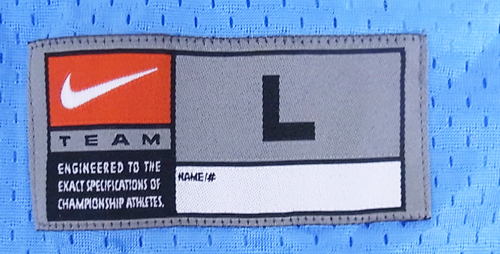 TEAM
L
ENGINEERED TO THE
EXACT SPECIFICATIONS OF
CHAMPIONSHIP ATHLETES.
NAME/#